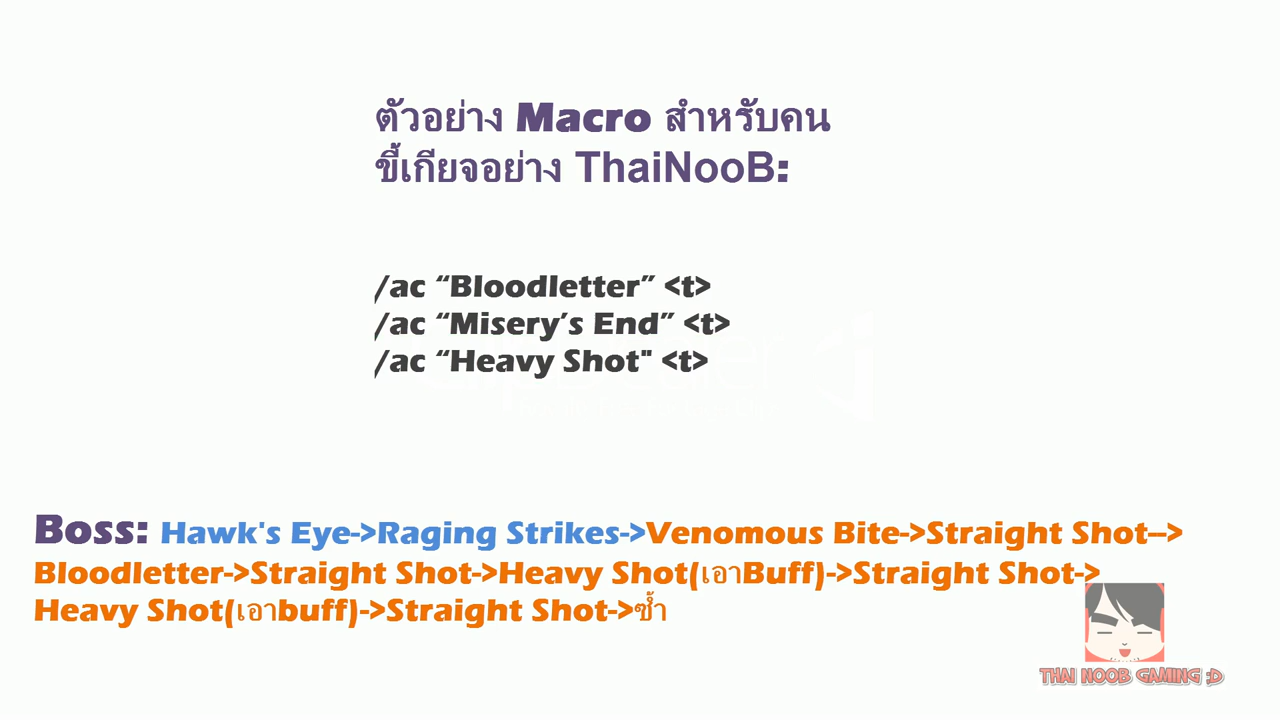 ตัวอย่าง Macro สำหรับคน
ขี้เกียจอย่าง ThaiNooB:
/ac “Bloodletter” <t>
/ac “Misery’s End” <t>
/ac “Heavy Shot" <t>
Boss: Hawk's Eye->Raging Strikes->Venomous Bite->Straight Shot-->
Bloodletter->Straight Shot->Heavy Shot(เอาBuff)->Straight Shot->
Heavy Shot(เอาbuff)->Straight Shot->ซ้ำ
THAI NOOB GAMING :D